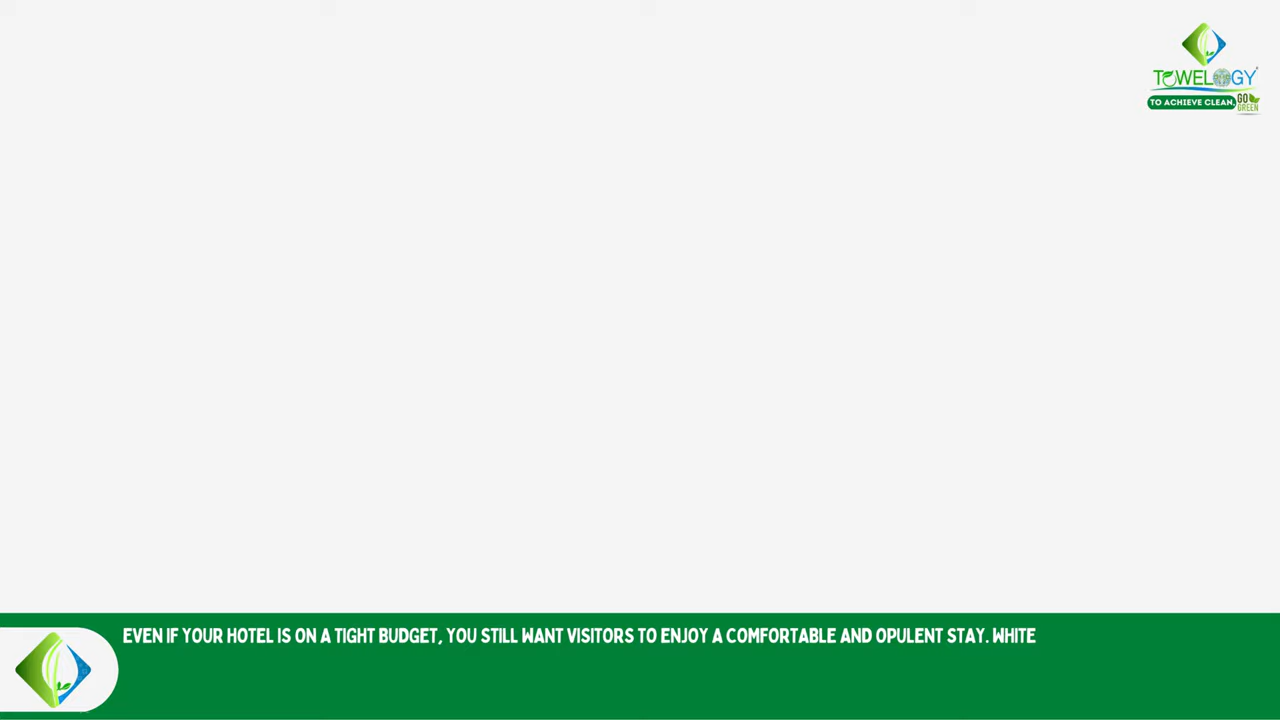 TOWELOGY
TO ACHIEVE CLEAN, GO GREEN
EVEN IF YOUR HOTEL IS ON A TIGHT BUDGET, YOU STILL WANT VISITORS TO ENJOY A COMFORTABLE AND OPULENT STAY. WHITE